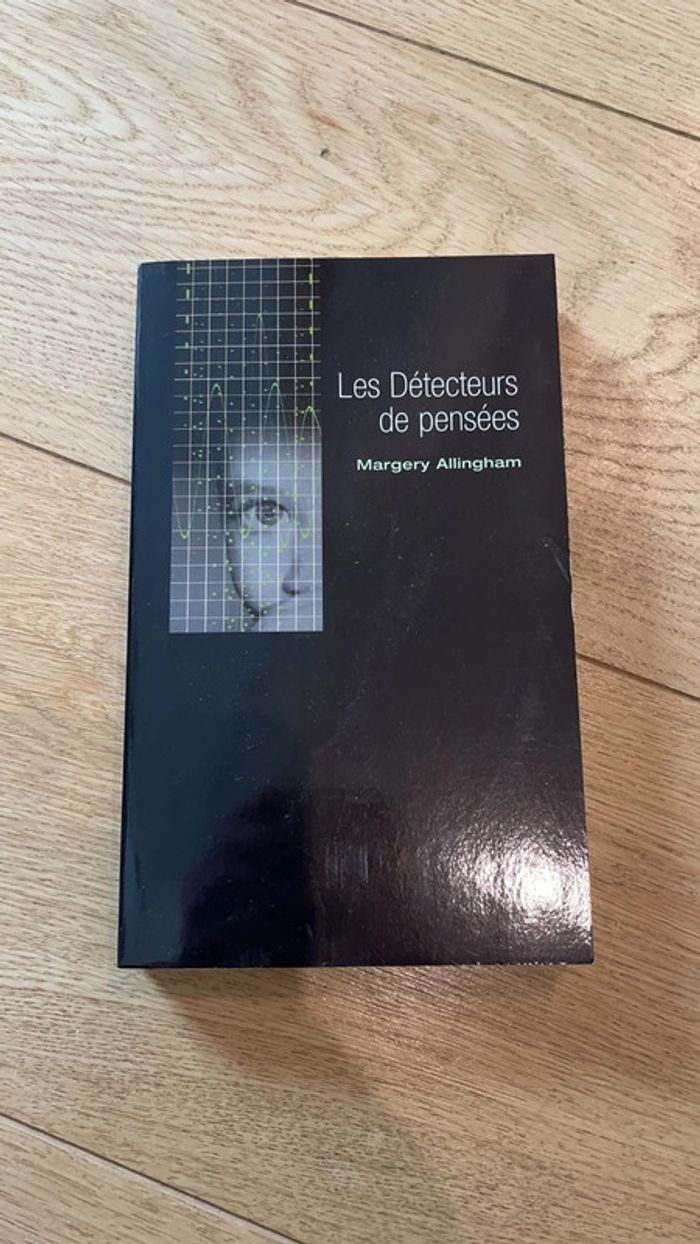 Les Détecteurs
de pensées
Margery Allingham